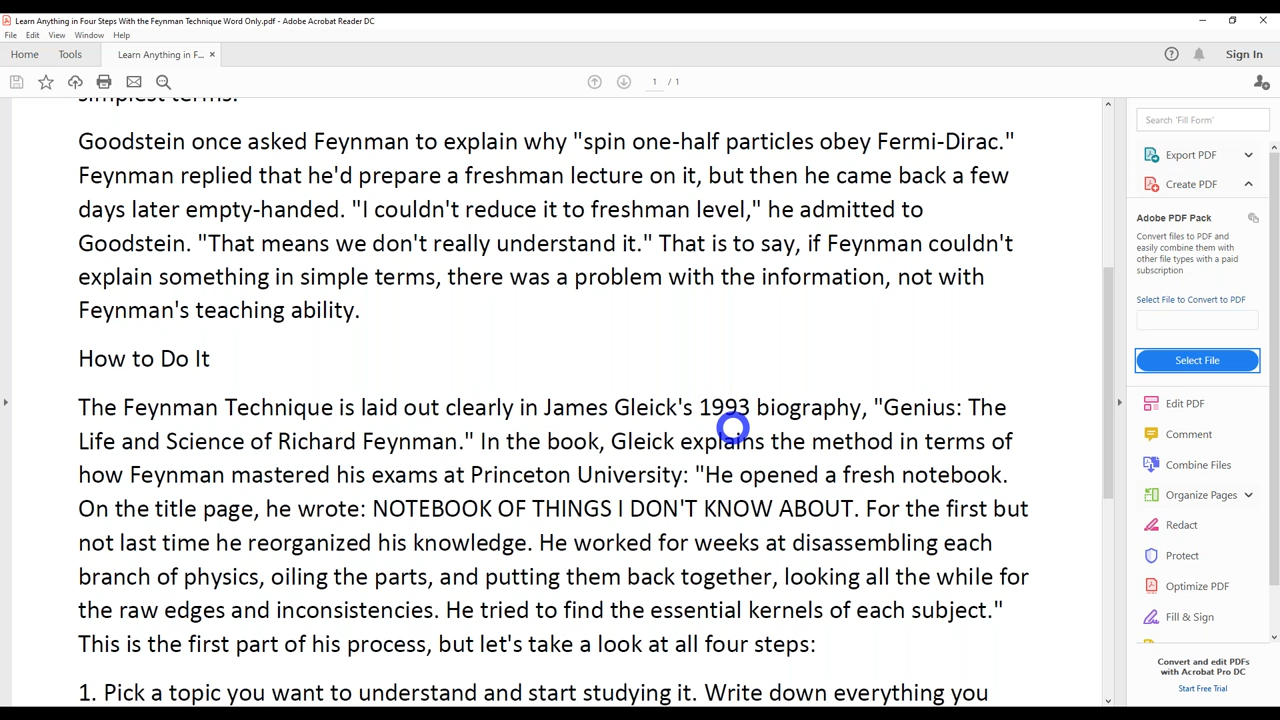 Learn Anything in Four Steps With the Feynman Technique Word Only.pdf - Adobe Acrobat Reader DC
File Edit View Window Help
Home Tools Learn Anything in F... ×
Sign In
1 / 1
simplest terms.
Goodstein once asked Feynman to explain why "spin one-half particles obey Fermi-Dirac."
Feynman replied that he'd prepare a freshman lecture on it, but then he came back a few
days later empty-handed. "I couldn't reduce it to freshman level," he admitted to
Goodstein. "That means we don't really understand it." That is to say, if Feynman couldn't
explain something in simple terms, there was a problem with the information, not with
Feynman's teaching ability.
How to Do It
The Feynman Technique is laid out clearly in James Gleick's 1993 biography, "Genius: The
Life and Science of Richard Feynman." In the book, Gleick explains the method in terms of
how Feynman mastered his exams at Princeton University: "He opened a fresh notebook.
On the title page, he wrote: NOTEBOOK OF THINGS I DON'T KNOW ABOUT. For the first but
not last time he reorganized his knowledge. He worked for weeks at disassembling each
branch of physics, oiling the parts, and putting them back together, looking all the while for
the raw edges and inconsistencies. He tried to find the essential kernels of each subject."
This is the first part of his process, but let's take a look at all four steps:
1. Pick a topic you want to understand and start studying it. Write down everything you
Search 'Fill Form'
Export PDF
Create PDF
Adobe PDF Pack
Convert files to PDF and
easily combine them with
other file types with a paid
subscription
Select File to Convert to PDF
Select File
Edit PDF
Comment
Combine Files
Organize Pages
Redact
Protect
Optimize PDF
Fill & Sign
Convert and edit PDFs
with Acrobat Pro DC
Start Free Trial